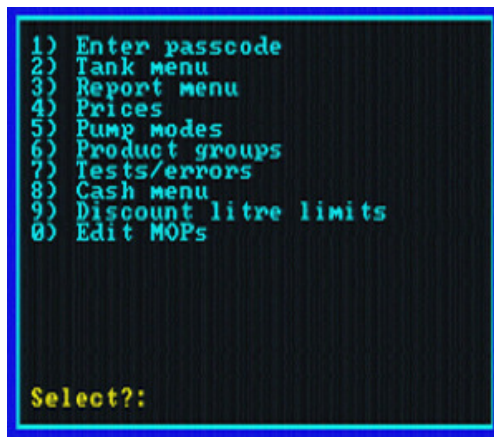 1) Enter passcode
2) Tank menu
3) Report menu
4) Prices
5) Pump modes
6) Product groups
7) Tests/errors
8) Cash menu
9) Discount litre limits
0) Edit MOPs
Select?: